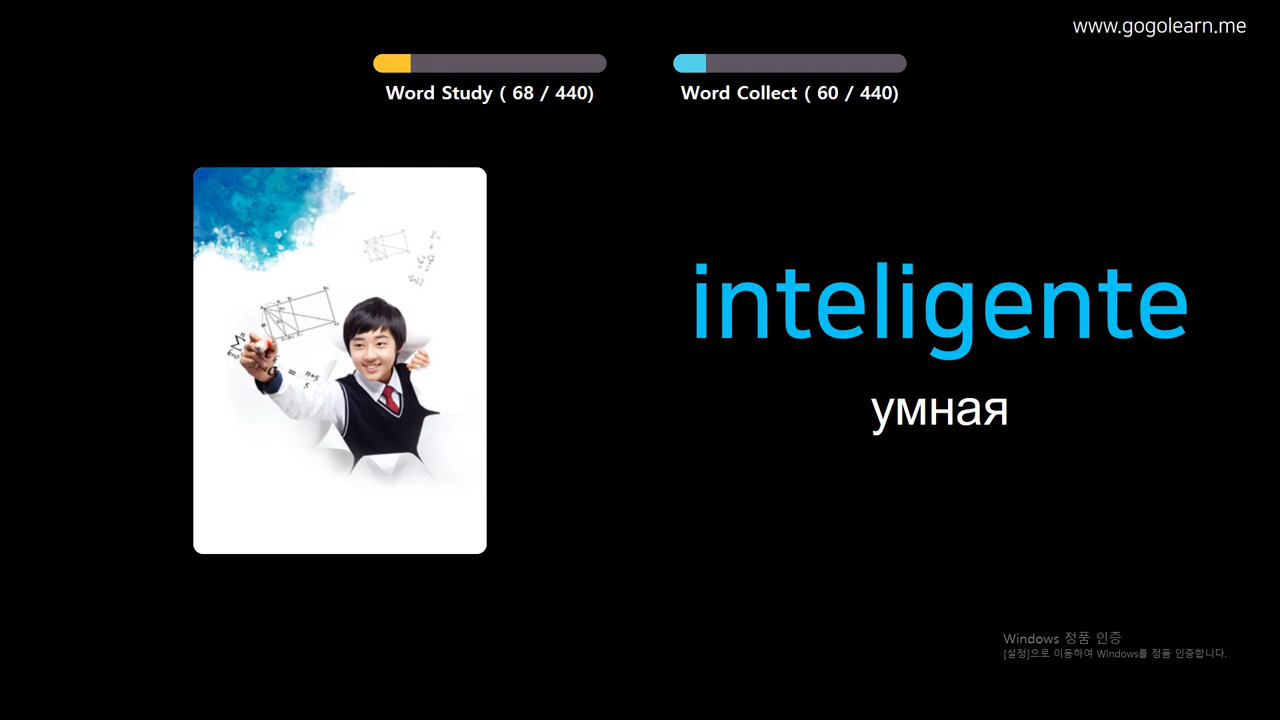 www.gogolearn.me
Word Study ( 68 / 440)
Word Collect ( 60 / 440)
inteligente
умная
Windows 정품 인증
[설정]으로 이동하여 Windows를 정품 인증합니다.